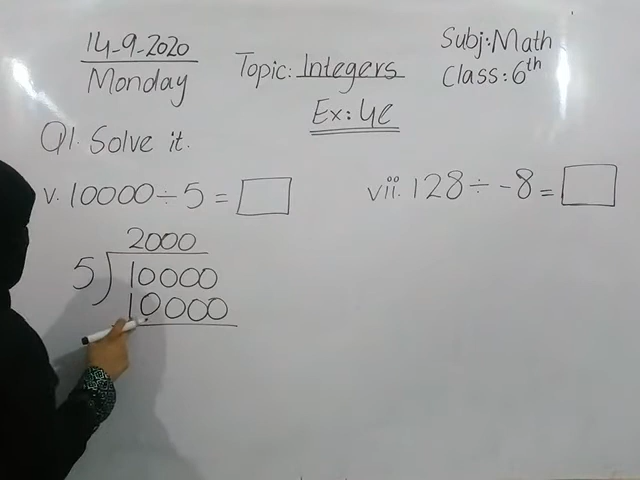 14-9-2020
Monday
Topic: Integers
Ex: 4C
Subj: Math
Class: 6th
Q1. Solve it.
v. 10000 ÷ 5 =
vii. 128 ÷ -8 =
2000
5) 10000
10000